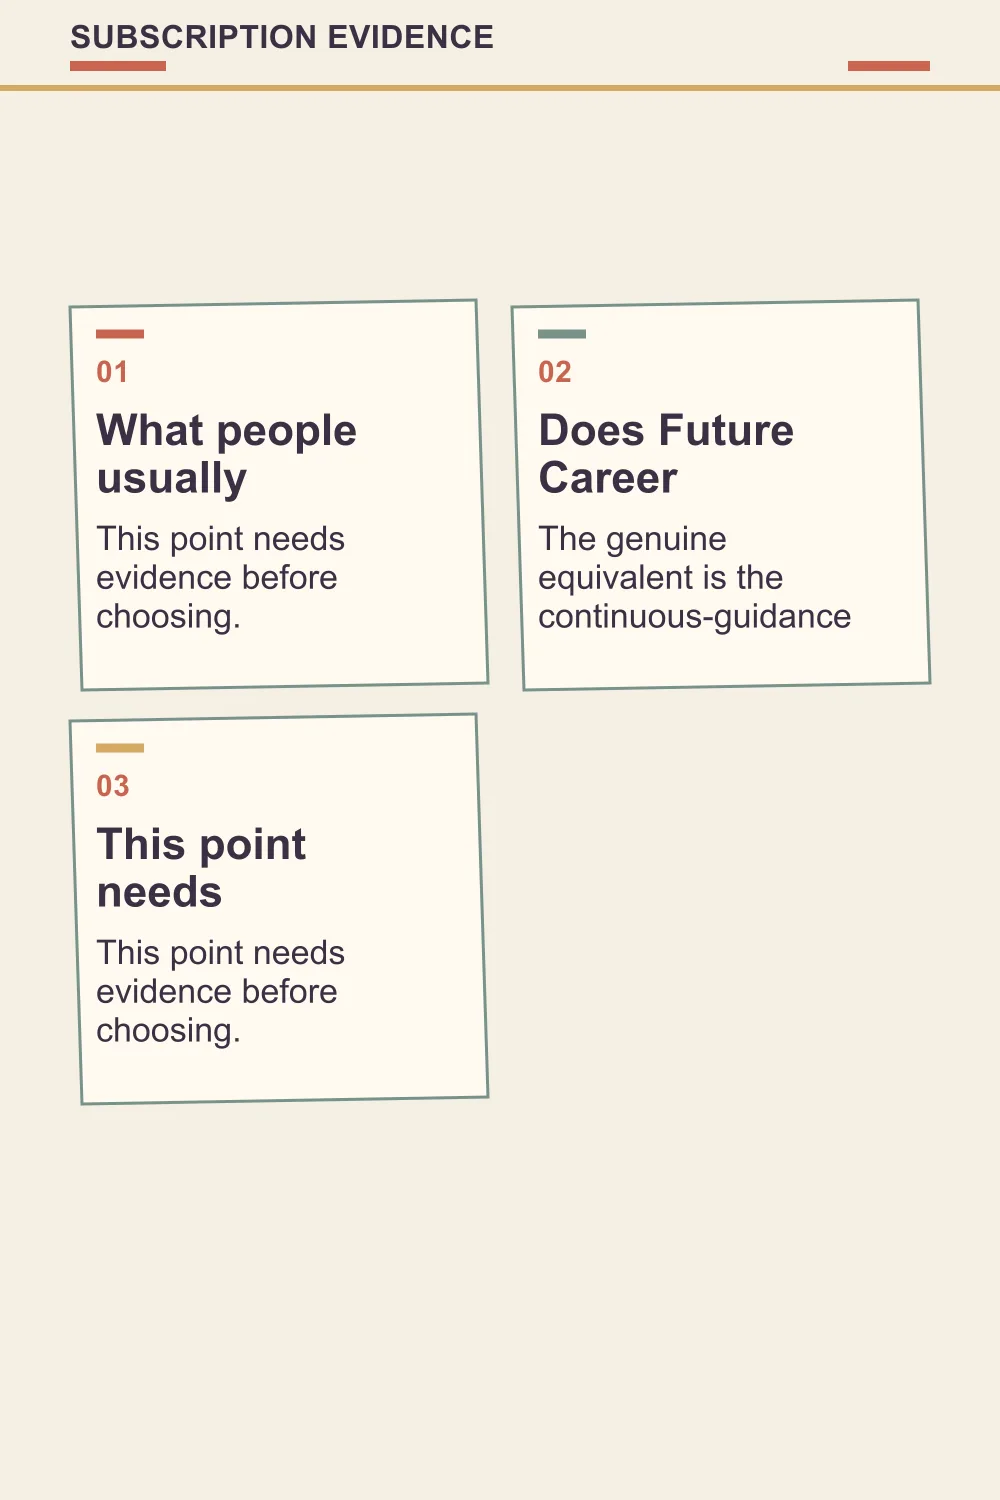 SUBSCRIPTION EVIDENCE
01
What people
usually
This point needs
evidence before
choosing.
02
Does Future
Career
The genuine
equivalent is the
continuous-guidance
03
This point
needs
This point needs
evidence before
choosing.